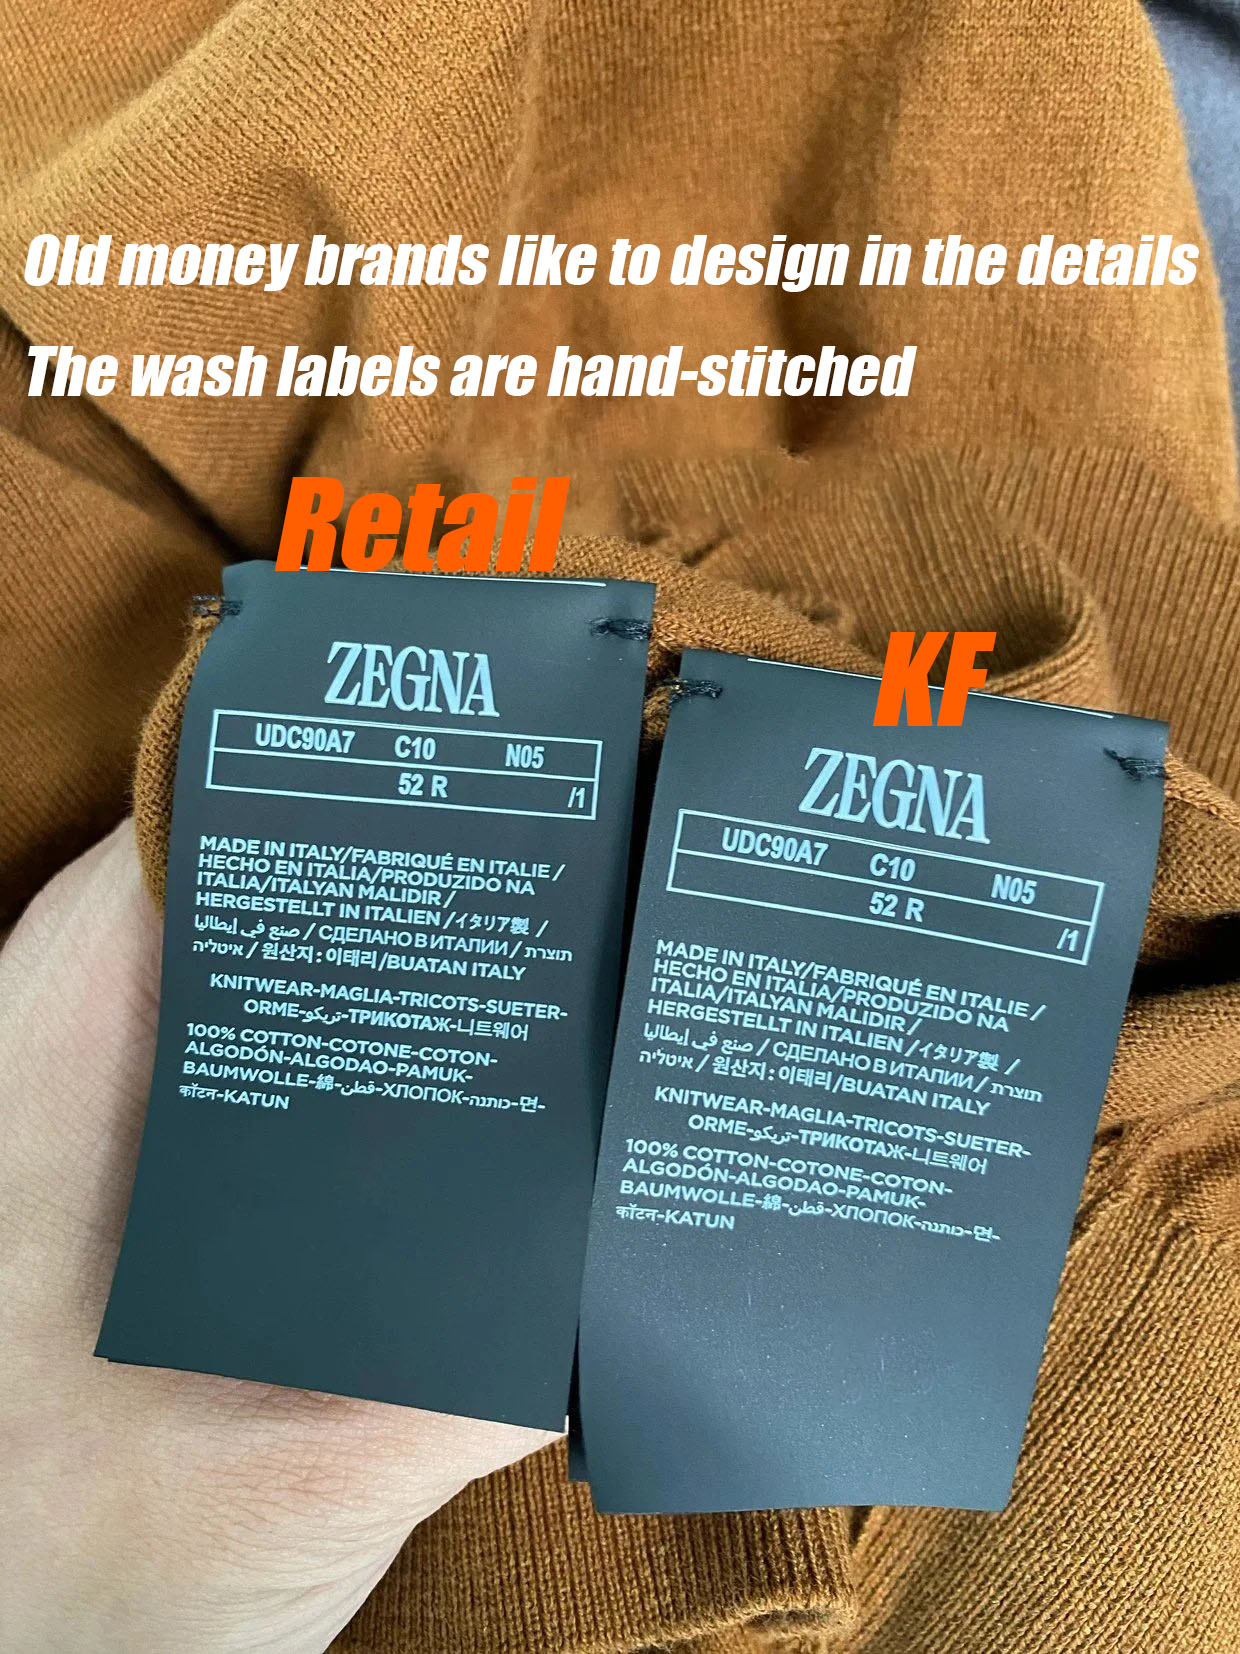 Old money brands like to design in the details
The wash labels are hand-stitched
Retail
KF
ZEGNA
UDC90A7 C10 N05
52 R /1
MADE IN ITALY/FABRIQUÉ EN ITALIE /
HECHO EN ITALIA/PRODUZIDO NA
ITALIA/ITALYAN MALIDIR /
HERGESTELLT IN ITALIEN /イタリア製 /
صنع في إيطاليا / СДЕЛАНО В ИТАЛИИ / תוצרת
איטליה / 원산지 : 이태리/BUATAN ITALY
KNITWEAR-MAGLIA-TRICOTS-SUETER-
ORME-تريكو-ТРИКОТАЖ-니트웨어
100% COTTON-COTONE-COTON-
ALGODÓN-ALGODAO-PAMUK-
BAUMWOLLE-綿-قطن-ХЛОПОК-כותנה-면-
कॉटन-KATUN
ZEGNA
UDC90A7 C10 N05
52 R /1
MADE IN ITALY/FABRIQUÉ EN ITALIE /
HECHO EN ITALIA/PRODUZIDO NA
ITALIA/ITALYAN MALIDIR /
HERGESTELLT IN ITALIEN /イタリア製 /
صنع في إيطاليا / СДЕЛАНО В ИТАЛИИ / תוצרת
איטליה / 원산지 : 이태리/BUATAN ITALY
KNITWEAR-MAGLIA-TRICOTS-SUETER-
ORME-تريكو-ТРИКОТАЖ-니트웨어
100% COTTON-COTONE-COTON-
ALGODÓN-ALGODAO-PAMUK-
BAUMWOLLE-綿-قطن-ХЛОПОК-כותנה-면-
कॉटन-KATUN